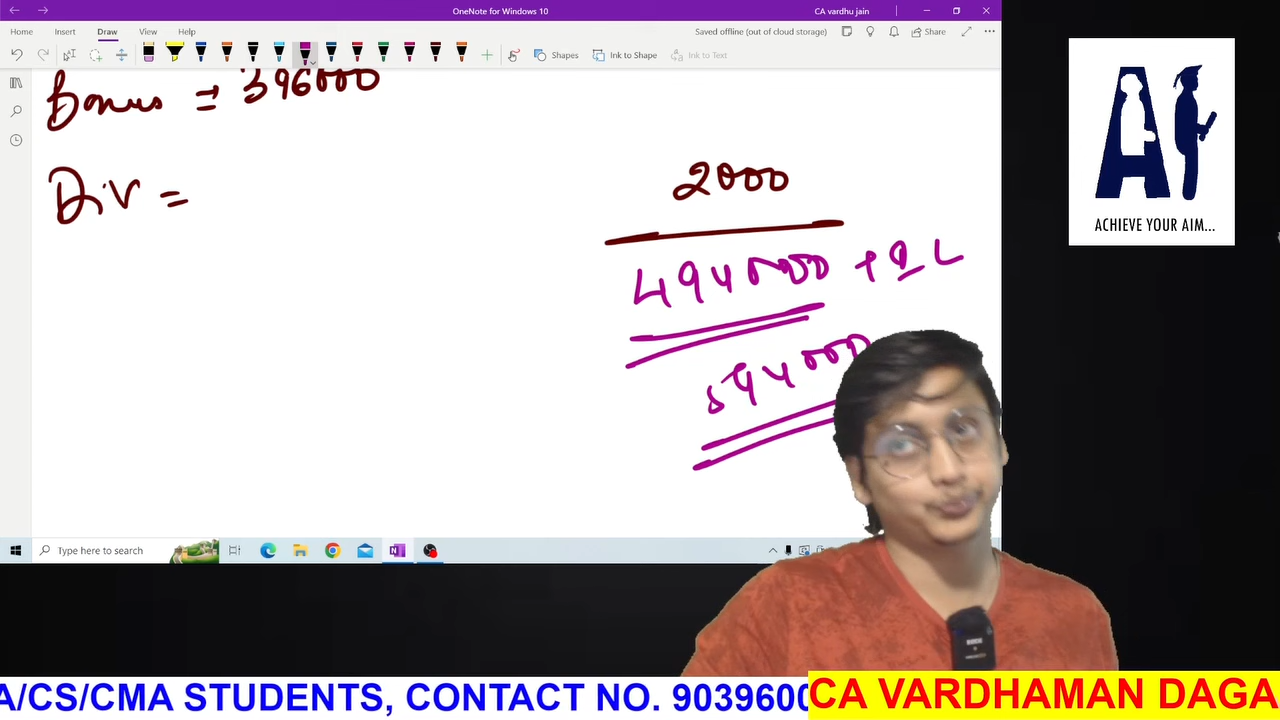 OneNote for Windows 10
CA vardhu jain
Home Insert Draw View Help
Saved offline (out of cloud storage)
Share
Shapes
Ink to Shape
Ink to Text
Bonus = 396000
Div =
2000
494000
594000
ACHIEVE YOUR AIM...
Type here to search
A/CS/CMA STUDENTS, CONTACT NO. 9039600
CA VARDHAMAN DAGA